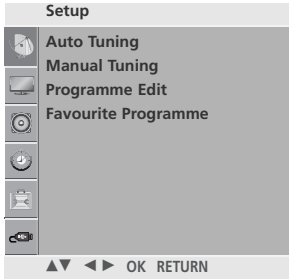 Setup
Auto Tuning
Manual Tuning
Programme Edit
Favourite Programme
▲▼ ◄► OK RETURN